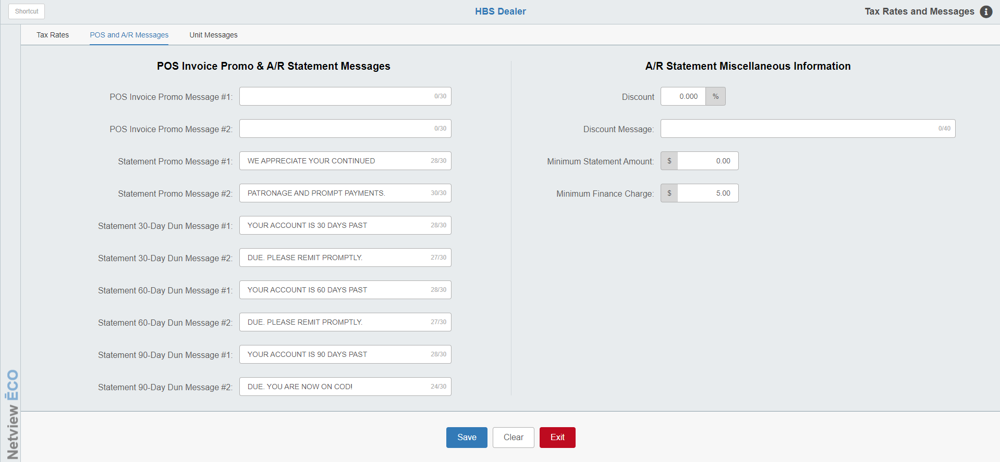 Shortcut
HBS Dealer
Tax Rates and Messages
Tax Rates
POS and A/R Messages
Unit Messages
POS Invoice Promo & A/R Statement Messages
POS Invoice Promo Message #1: 0/30
POS Invoice Promo Message #2: 0/30
Statement Promo Message #1: WE APPRECIATE YOUR CONTINUED 28/30
Statement Promo Message #2: PATRONAGE AND PROMPT PAYMENTS. 30/30
Statement 30-Day Dun Message #1: YOUR ACCOUNT IS 30 DAYS PAST 28/30
Statement 30-Day Dun Message #2: DUE. PLEASE REMIT PROMPTLY. 27/30
Statement 60-Day Dun Message #1: YOUR ACCOUNT IS 60 DAYS PAST 28/30
Statement 60-Day Dun Message #2: DUE. PLEASE REMIT PROMPTLY. 27/30
Statement 90-Day Dun Message #1: YOUR ACCOUNT IS 90 DAYS PAST 28/30
Statement 90-Day Dun Message #2: DUE. YOU ARE NOW ON COD! 24/30
A/R Statement Miscellaneous Information
Discount 0.000 %
Discount Message: 0/40
Minimum Statement Amount: $ 0.00
Minimum Finance Charge: $ 5.00
Netview ĒCO
Save
Clear
Exit